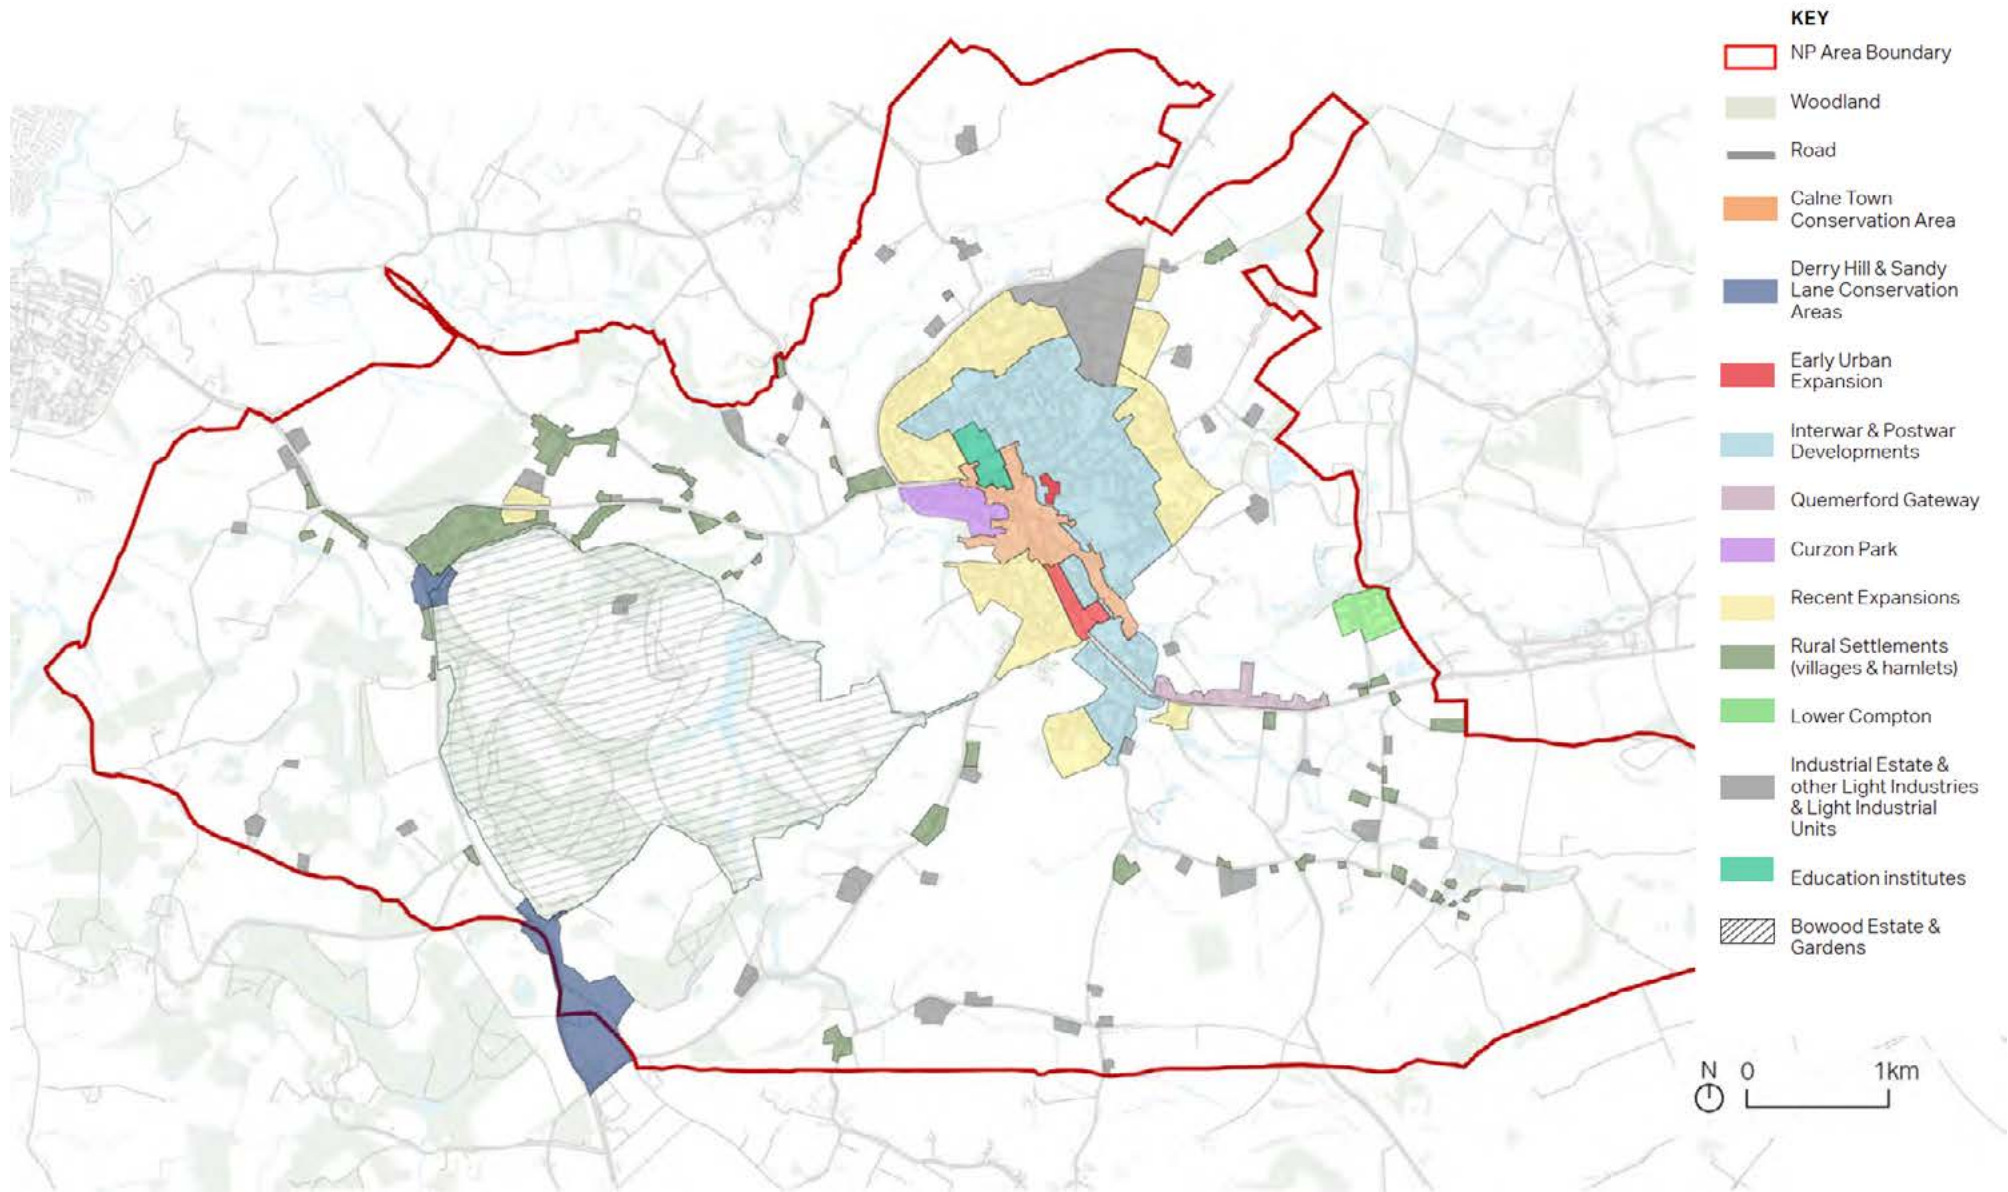 KEY
NP Area Boundary
Woodland
Road
Calne Town
Conservation Area
Derry Hill & Sandy
Lane Conservation
Areas
Early Urban
Expansion
Interwar & Postwar
Developments
Quemerford Gateway
Curzon Park
Recent Expansions
Rural Settlements
(villages & hamlets)
Lower Compton
Industrial Estate &
other Light Industries
& Light Industrial
Units
Education institutes
Bowood Estate &
Gardens
N 0 1km